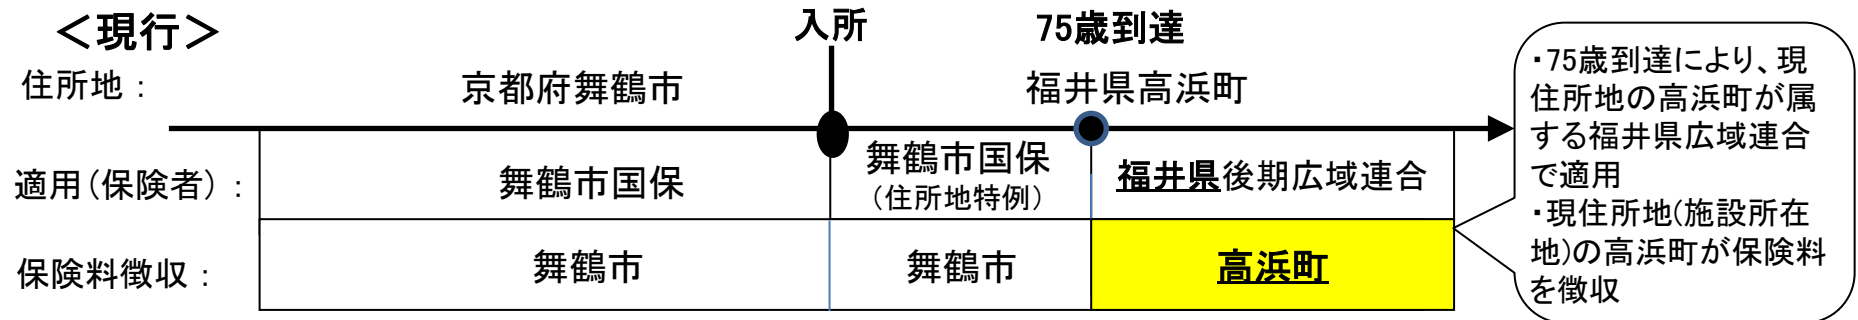 ＜現行＞
入所
75歳到達
住所地：
京都府舞鶴市
福井県高浜町
適用（保険者）：
舞鶴市国保
舞鶴市国保
（住所地特例）
福井県後期広域連合
保険料徴収：
舞鶴市
舞鶴市
高浜町
・75歳到達により、現
住所地の高浜町が属
する福井県広域連合
で適用
・現住所地(施設所在
地)の高浜町が保険料
を徴収